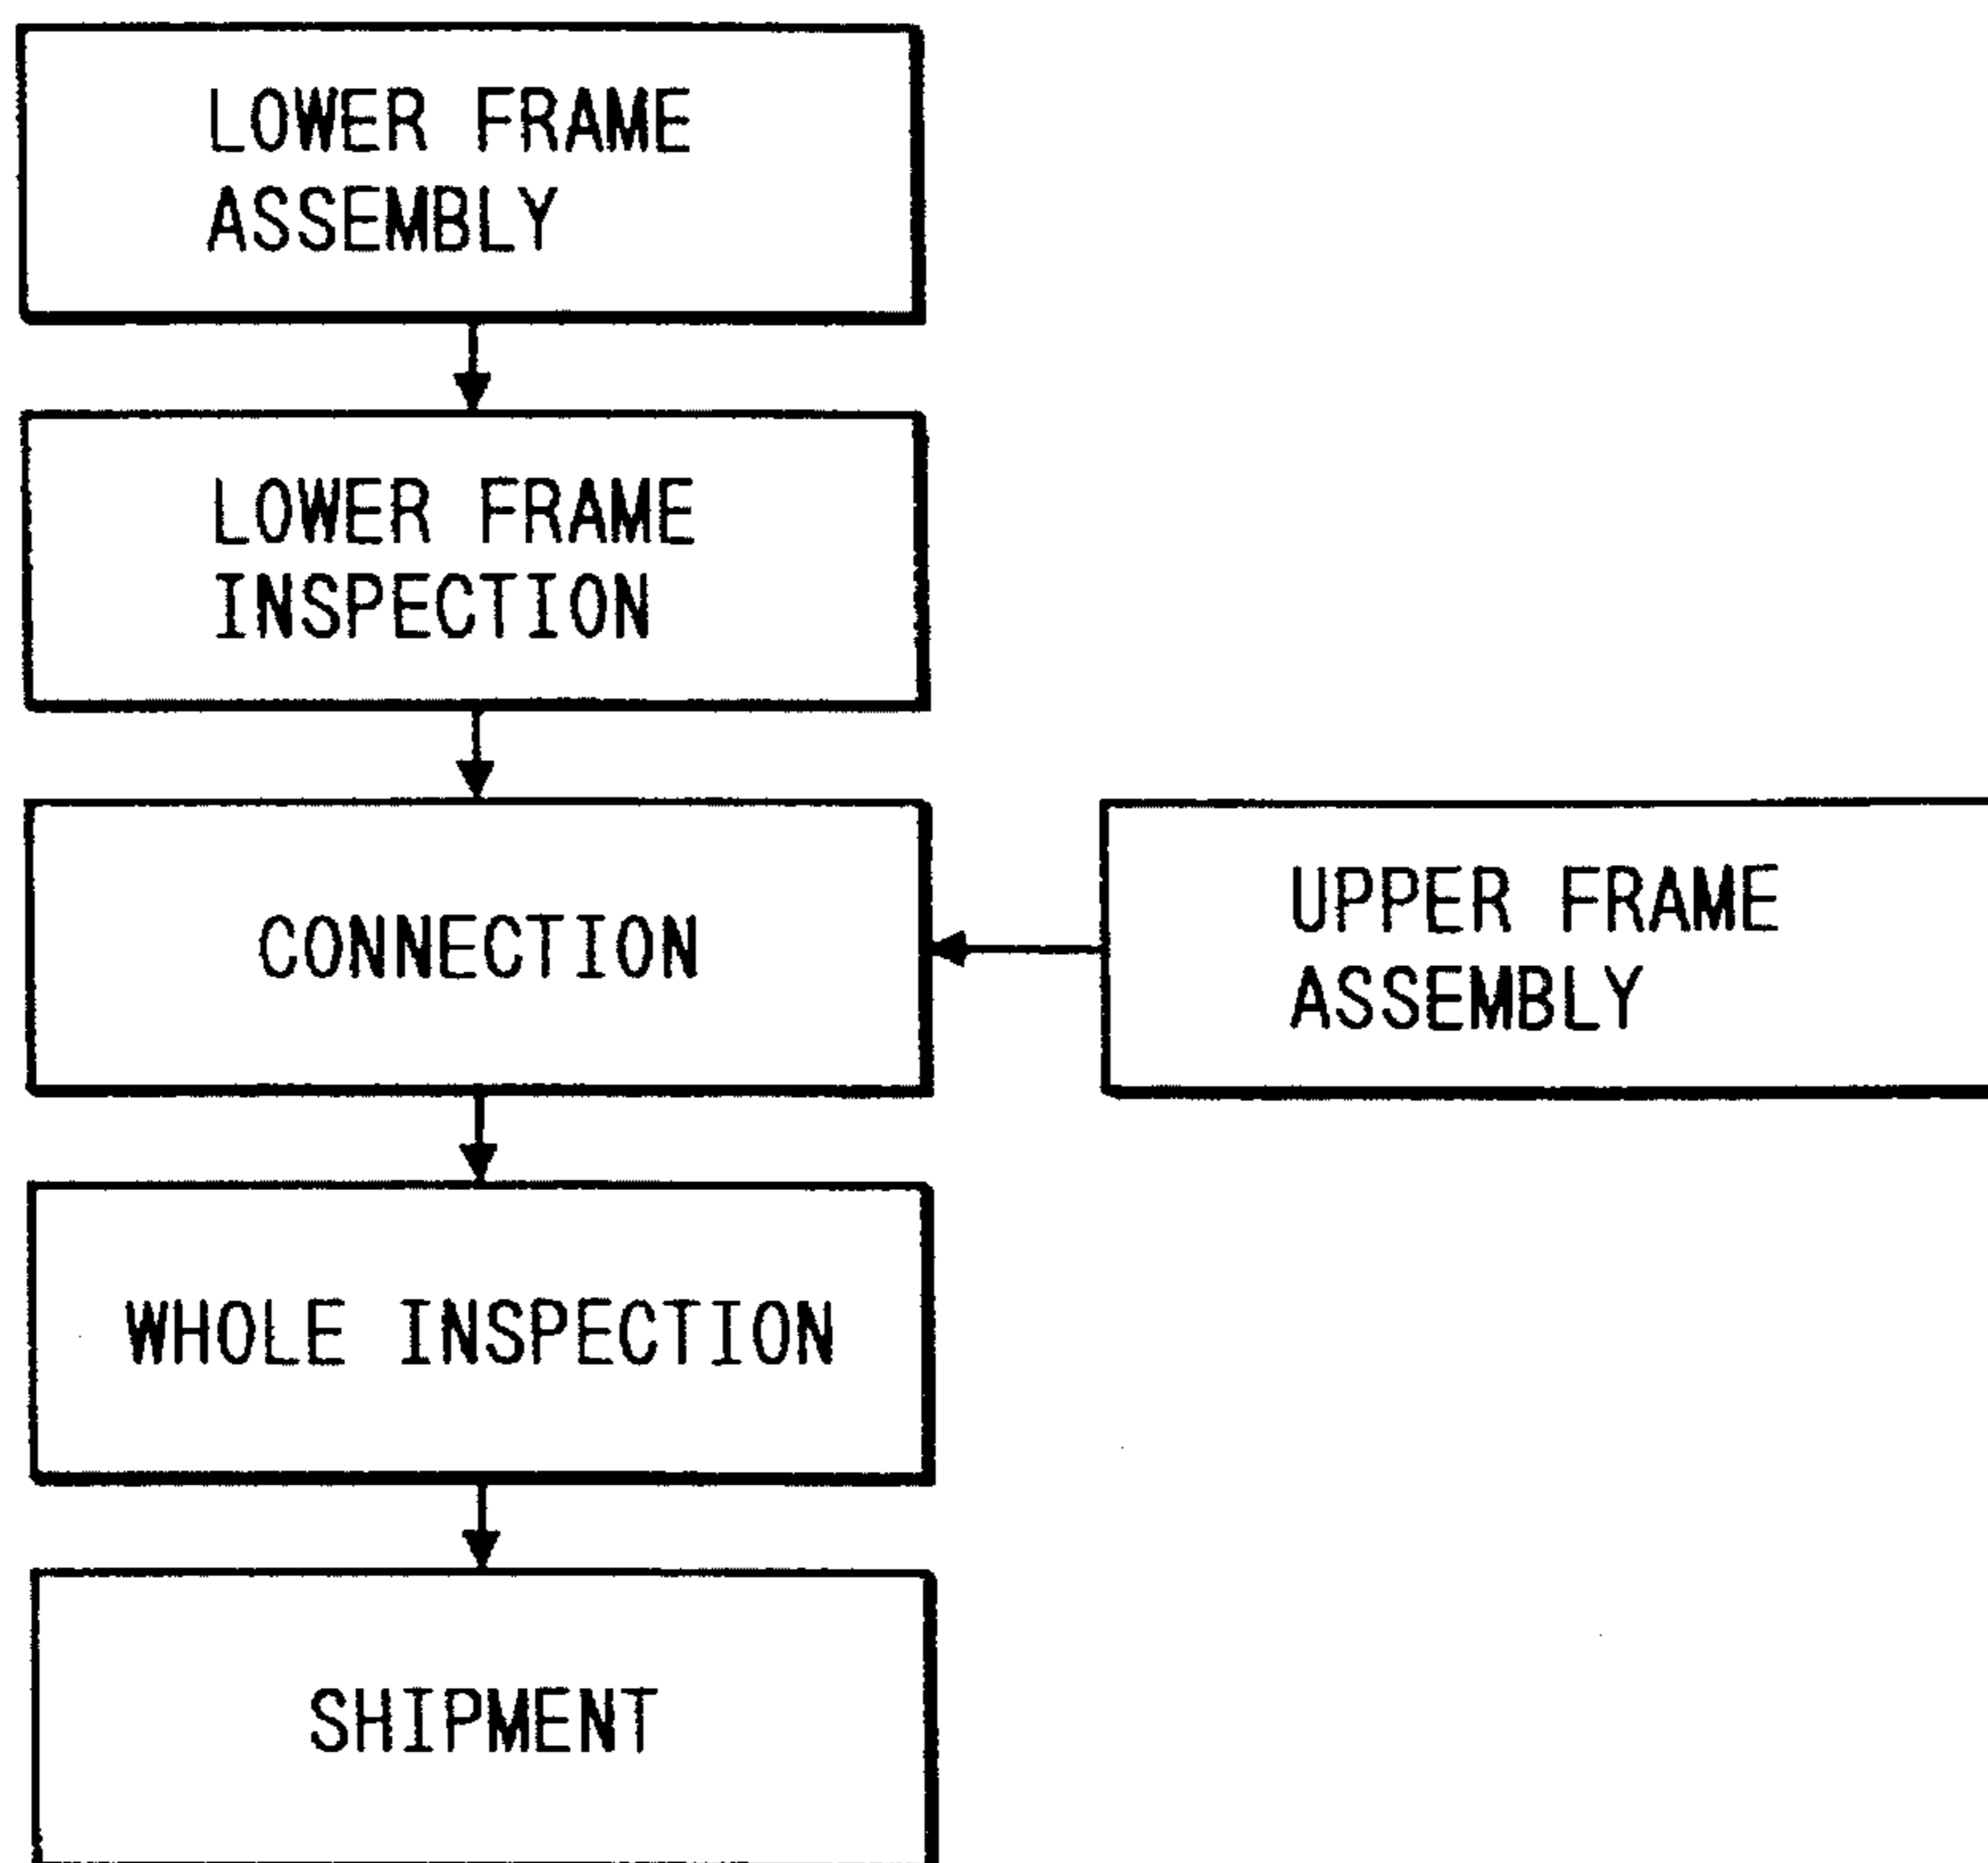 LOWER FRAME
ASSEMBLY
LOWER FRAME
INSPECTION
CONNECTION
UPPER FRAME
ASSEMBLY
WHOLE INSPECTION
SHIPMENT